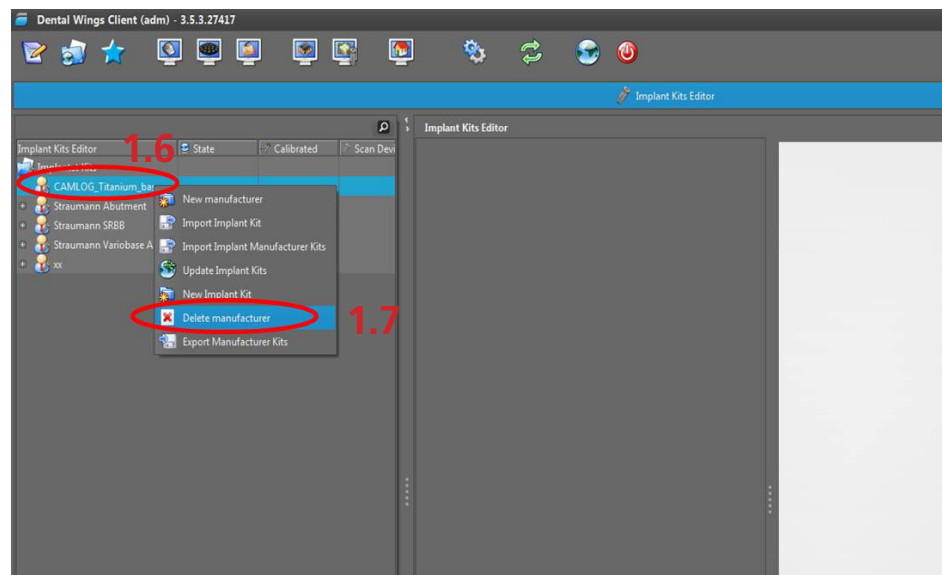 Dental Wings Client (adm) - 3.5.3.27417
Implant Kits Editor
Implant Kits Editor
Implant Kits Editor State Calibrated Scan Devi
1.6
CAMLOG_Titanium_bas
Straumann Abutment
Straumann SRBB
Straumann Variobase A
xx
New manufacturer
Import Implant Kit
Import Implant Manufacturer Kits
Update Implant Kits
New Implant Kit
Delete manufacturer
1.7
Export Manufacturer Kits